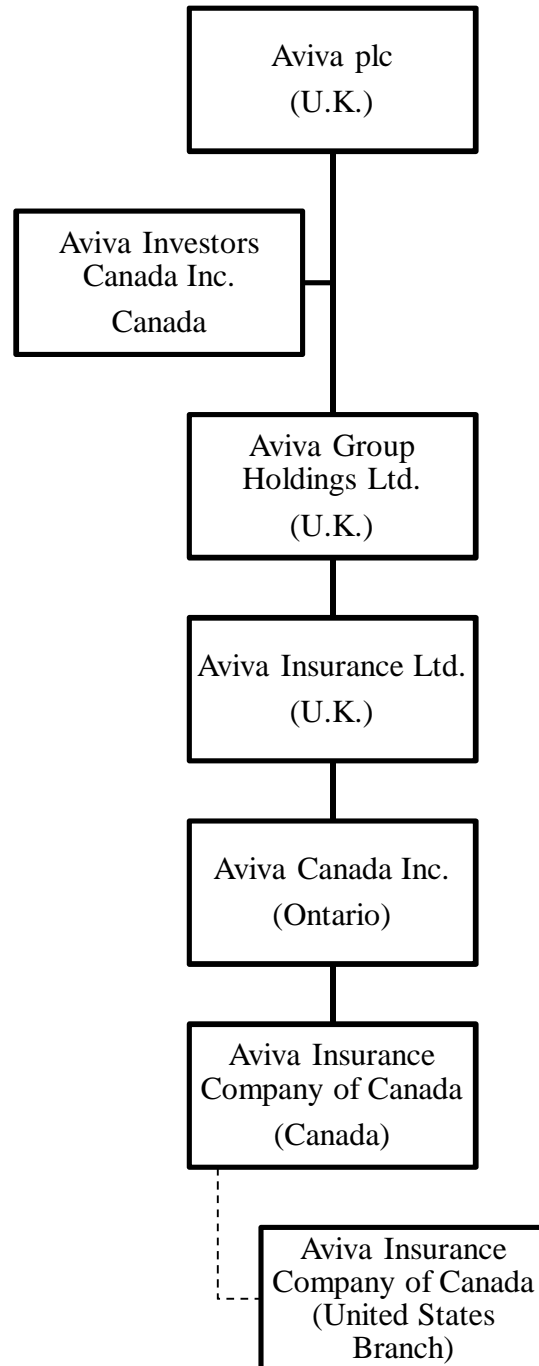 Aviva plc
(U.K.)
Aviva Investors
Canada Inc.
Canada
Aviva Group
Holdings Ltd.
(U.K.)
Aviva Insurance Ltd.
(U.K.)
Aviva Canada Inc.
(Ontario)
Aviva Insurance
Company of Canada
(Canada)
Aviva Insurance
Company of Canada
(United States
Branch)